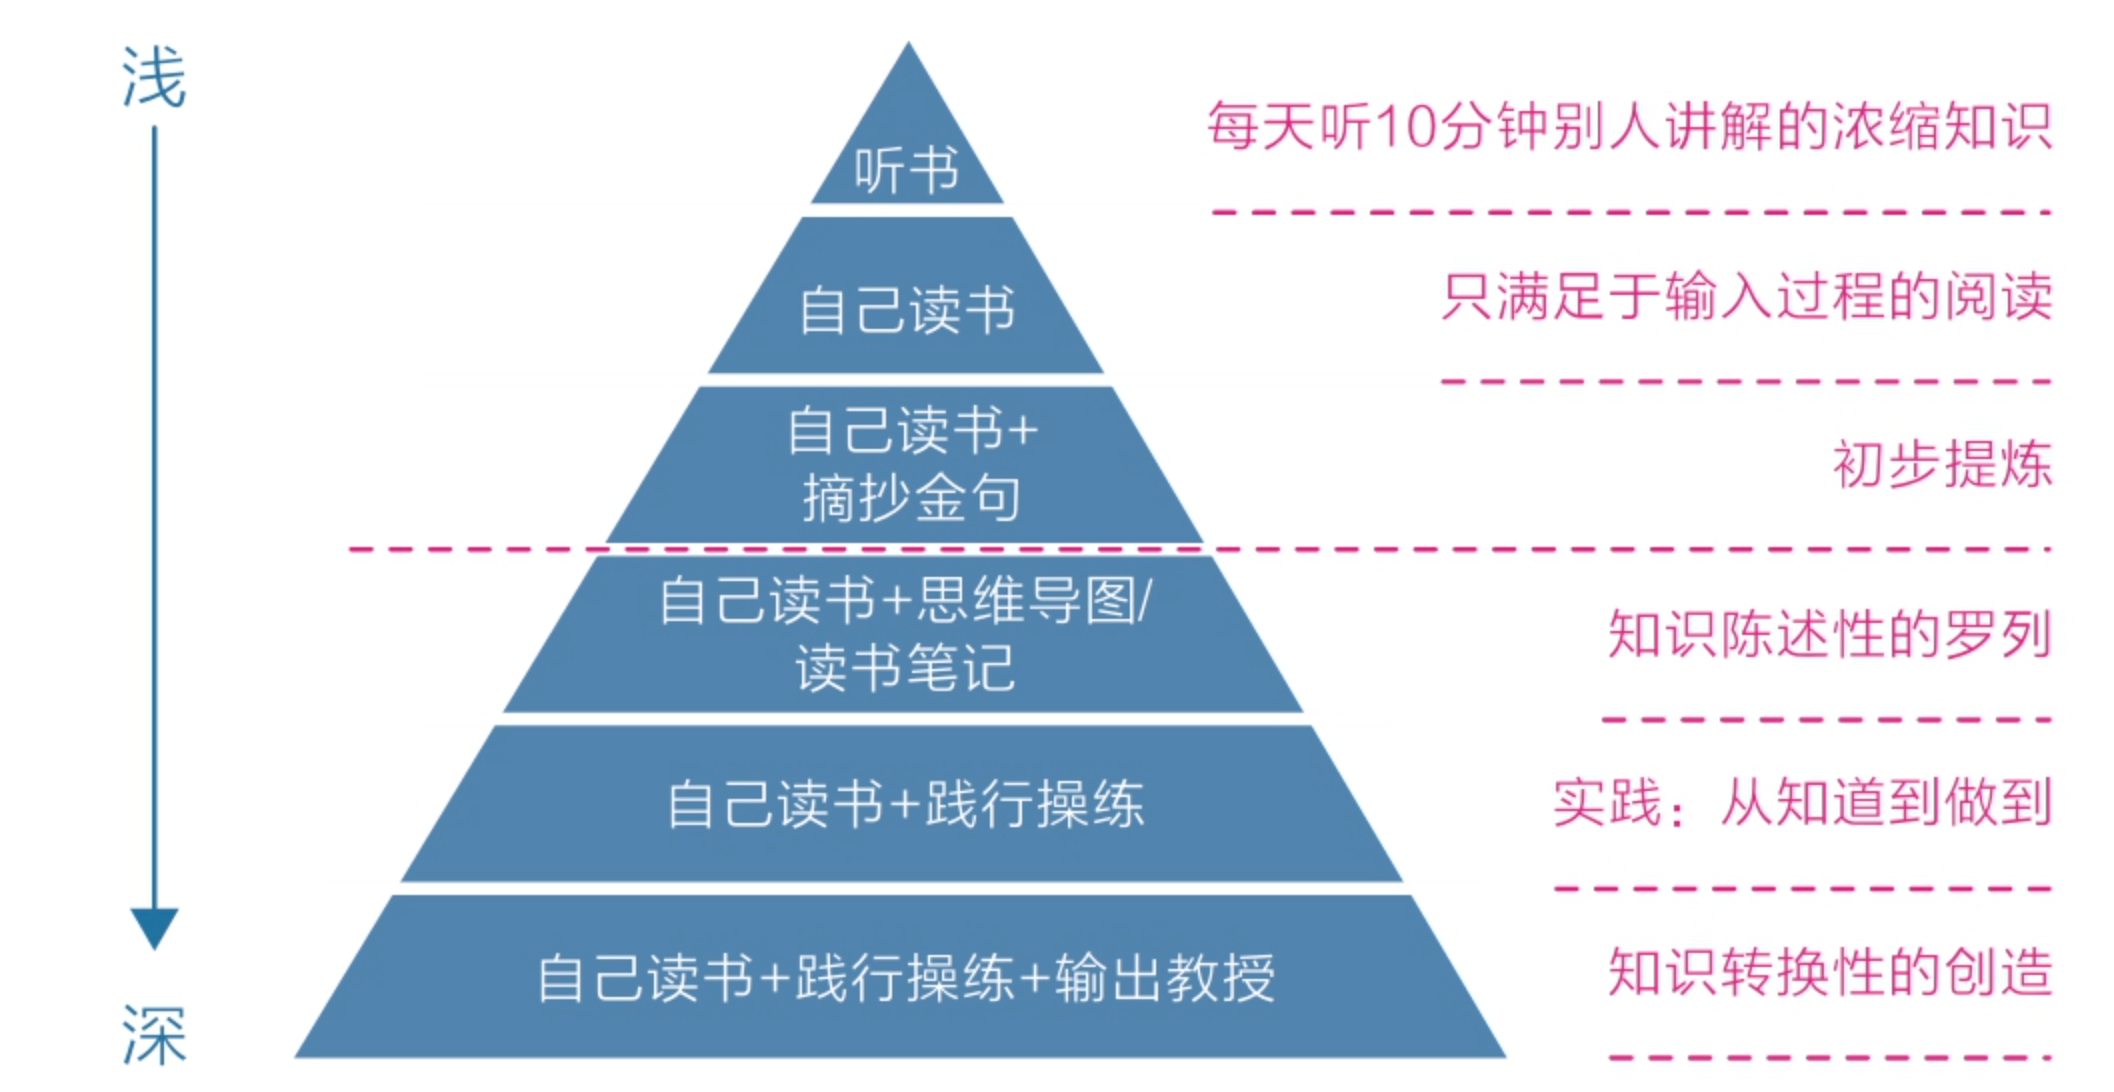 浅
每天听10分钟别人讲解的浓缩知识
听书
只满足于输入过程的阅读
自己读书
自己读书+
摘抄金句
初步提炼
自己读书+思维导图/
读书笔记
知识陈述性的罗列
自己读书+践行操练
实践：从知道到做到
自己读书+践行操练+输出教授
知识转换性的创造
深